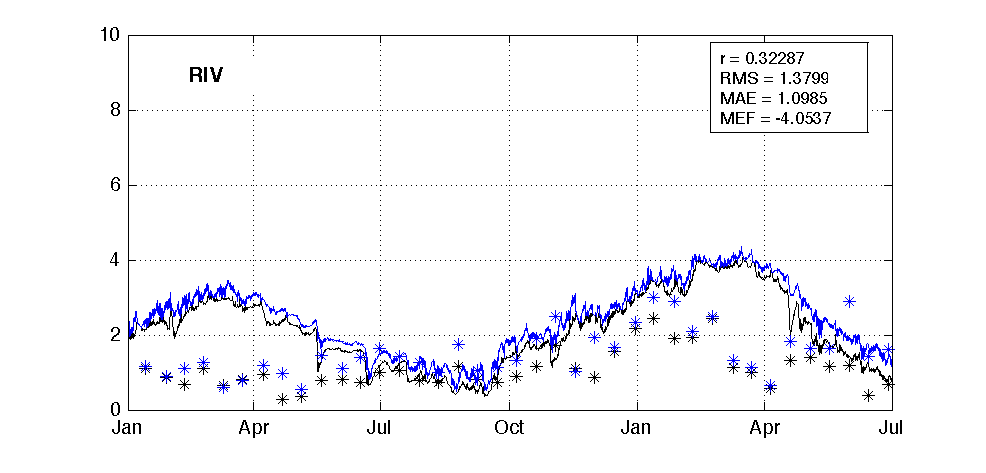 10
RIV
r = 0.32287
RMS = 1.3799
MAE = 1.0985
MEF = -4.0537
8
6
4
2
0
Jan Apr Jul Oct Jan Apr Jul